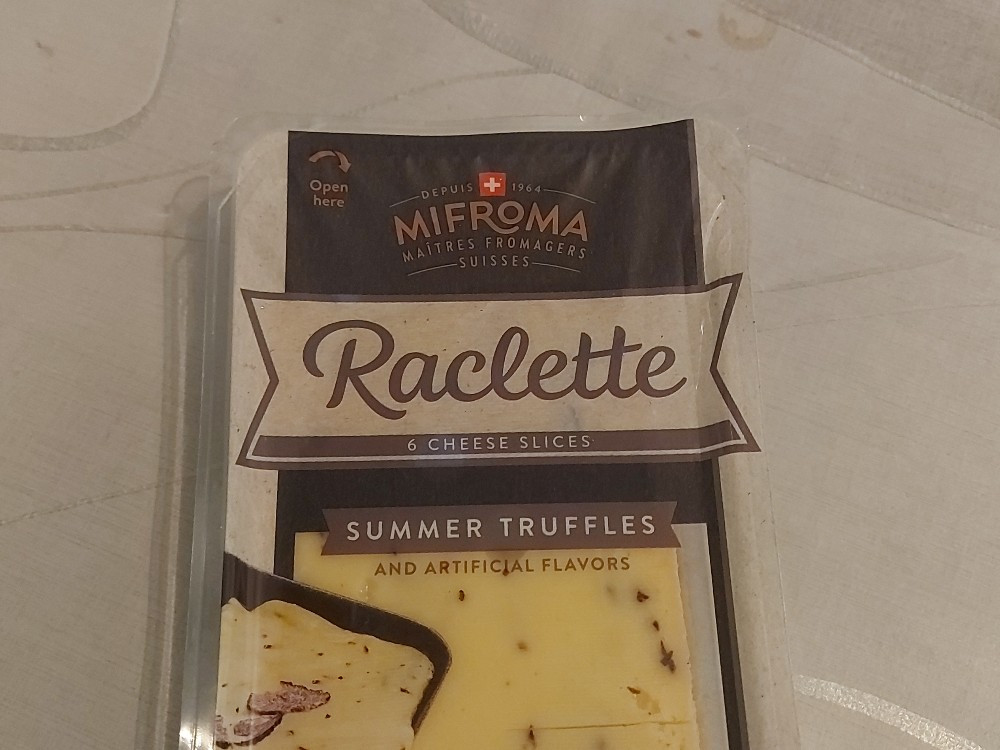 Open
here
DEPUIS 1964
MIFROMA
MAÎTRES FROMAGERS
SUISSES
Raclette
6 CHEESE SLICES
SUMMER TRUFFLES
AND ARTIFICIAL FLAVORS